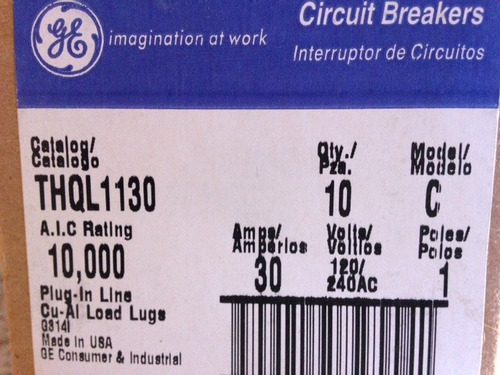 GE imagination at work
Circuit Breakers
Interruptor de Circuitos
Catalog/
Catalogo
THQL1130
Qty./
Pza.
10
Model/
Modelo
C
A.I.C Rating
10,000
Amps/
Amperios
30
Volts/
Voltios
120/
240AC
Poles/
Polos
1
Plug-In Line
Cu-Al Load Lugs
G314I
Made In USA
GE Consumer & Industrial